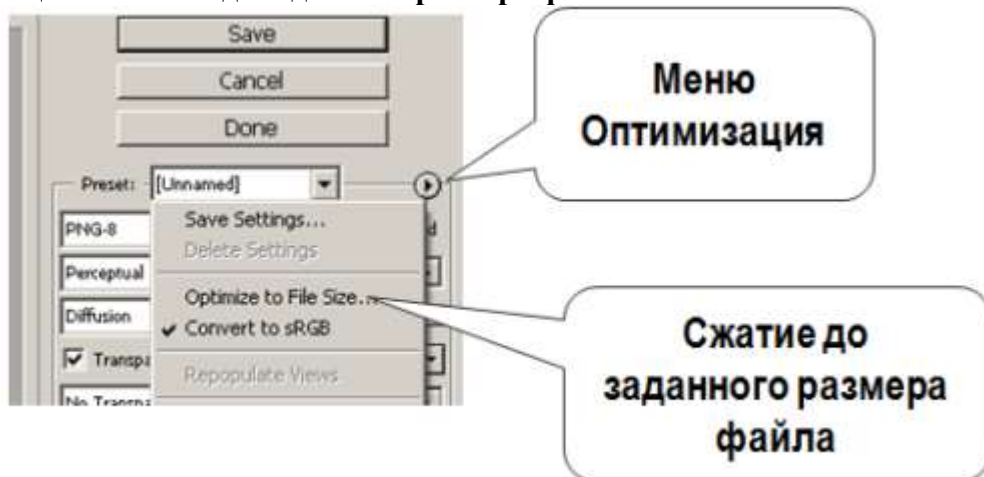 Save
Cancel
Done
Меню
Оптимизация
Preset: [Unnamed]
Save Settings...
PNG-8
Delete Settings
Perceptual
Optimize to File Size...
Diffusion
Convert to sRGB
Repopulate Views
Сжатие до
заданного размера
файла